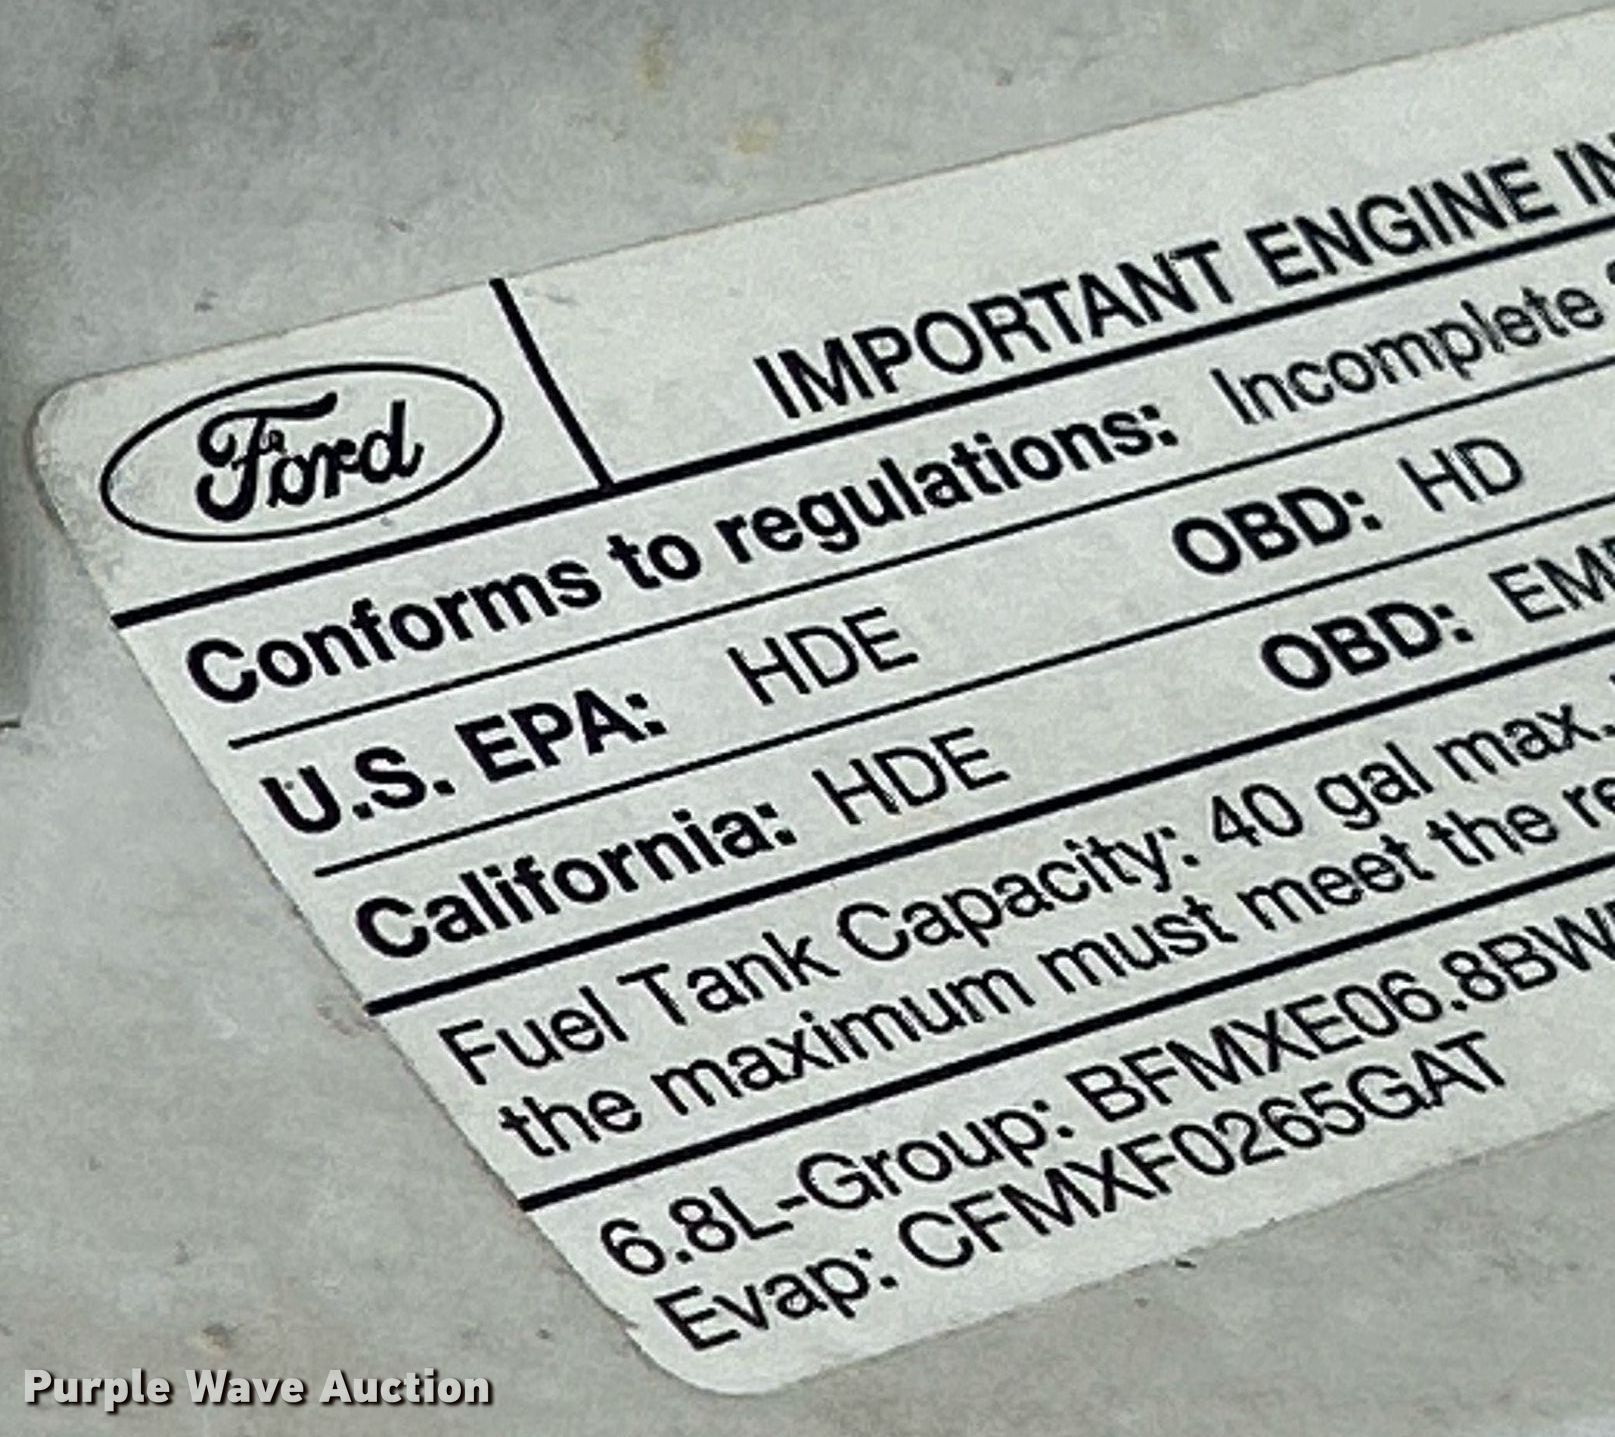 Ford
IMPORTANT ENGINE
Conforms to regulations: Incomplete
U.S. EPA: HDE OBD: HD
California: HDE OBD:
Fuel Tank Capacity: 40 gal max.
the maximum must meet the
6.8L-Group: BFMXE06.8BW
Evap: CFMXF0265GAT
Purple Wave Auction